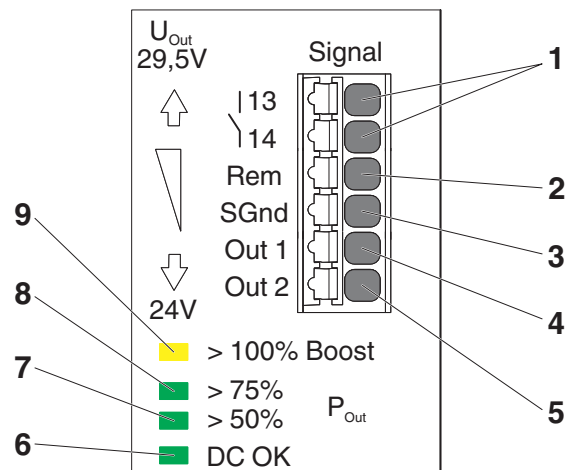 U_Out
29,5V
Signal
1
13
14
Rem
2
SGnd
3
9
Out 1
8
Out 2
24V
4
> 100% Boost
7
> 75%
> 50%
P_Out
5
6
DC OK